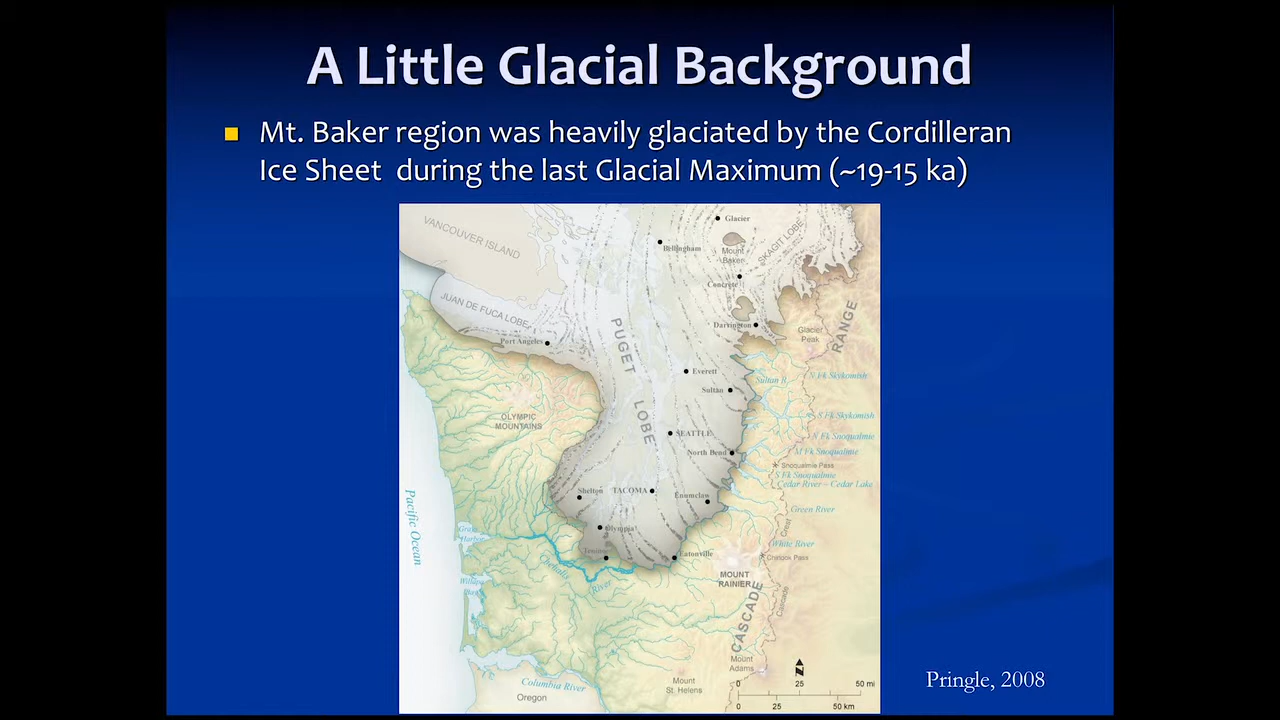 A Little Glacial Background
Mt. Baker region was heavily glaciated by the Cordilleran
Ice Sheet during the last Glacial Maximum (~19-15 ka)
VANCOUVER ISLAND
Glacier
Bellingham
Mount
Baker
SKAGIT LOBE
Concrete
JUAN DE FUCA LOBE
Port Angeles
PUGET LOBE
Darrington
Glacier
Peak
RANGE
Everett
Sultan
Sultan R.
N Fk Skykomish
OLYMPIC
MOUNTAINS
SEATTLE
S Fk Skykomish
N Fk Snoqualmie
North Bend
M Fk Snoqualmie
Snoqualmie Pass
S Fk Snoqualmie
Cedar River – Cedar Lake
Shelton
TACOMA
Enumclaw
Green River
Pacific Ocean
Olympia
Grays
Harbor
Crest
White River
Eatonville
Chinook Pass
Chehalis River
MOUNT
RAINIER
Willapa
CASCADE
Cascade
Mount
Adams
N
Columbia River
Mount
St. Helens
Oregon
0 25 50 mi
0 25 50 km
Pringle, 2008